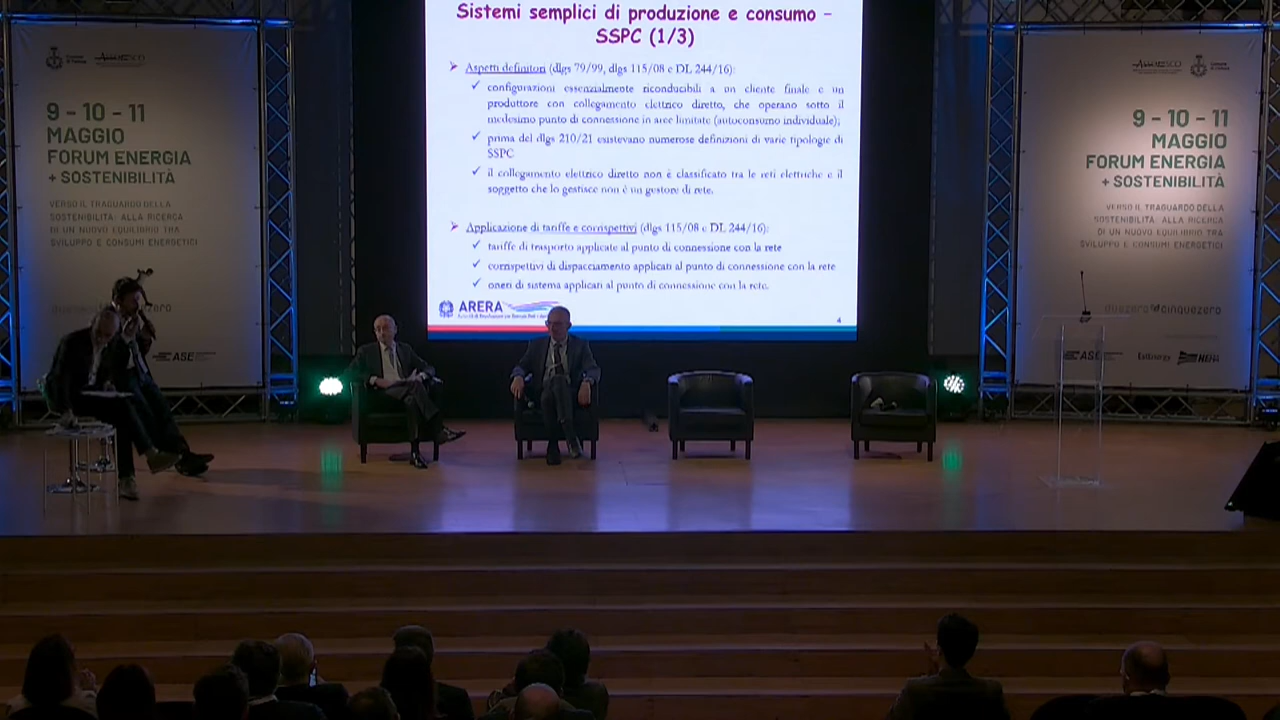 Sistemi semplici di produzione e consumo –
SSPC (1/3)
Aspetti definitori (dlgs 79/99, dlgs 115/08 e DL 244/16):
configurazioni essenzialmente riconducibili a un cliente finale e un
produttore con collegamento elettrico diretto, che operano sotto il
medesimo punto di connessione in aree limitate (autoconsumo individuale);
prima del dlgs 210/21 esistevano numerose definizioni di varie tipologie di
SSPC
il collegamento elettrico diretto non è classificato tra le reti elettriche e il
soggetto che lo gestisce non è un gestore di rete.
Applicazione di tariffe e corrispettivi (dlgs 115/08 e DL 244/16):
tariffe di trasporto applicate al punto di connessione con la rete
corrispettivi di dispacciamento applicati al punto di connessione con la rete
oneri di sistema applicati al punto di connessione con la rete.
ARERA
4
9 - 10 - 11
MAGGIO
FORUM ENERGIA
+ SOSTENIBILITÀ
VERSO IL TRAGUARDO DELLA
SOSTENIBILITÀ: ALLA RICERCA
DI UN NUOVO EQUILIBRIO TRA
SVILUPPO E CONSUMI ENERGETICI
ASE
9 - 10 - 11
MAGGIO
FORUM ENERGIA
+ SOSTENIBILITÀ
VERSO IL TRAGUARDO DELLA
SOSTENIBILITÀ: ALLA RICERCA
DI UN NUOVO EQUILIBRIO TRA
SVILUPPO E CONSUMI ENERGETICI
duezero cinquezero
ASE